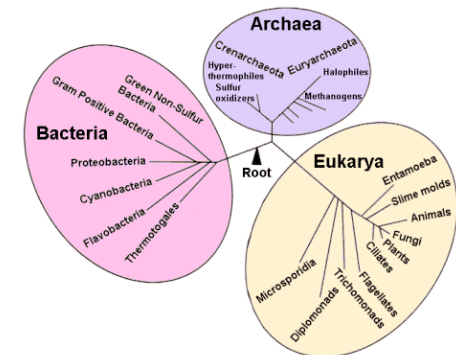 Archaea
Crenarchaeota
Euryarchaeota
Hyper-
thermophiles
Sulfur
oxidizers
Halophiles
Methanogens
Bacteria
Green Non-Sulfur
Bacteria
Gram Positive Bacteria
Proteobacteria
Cyanobacteria
Flavobacteria
Thermotogales
Root
Eukarya
Entamoeba
Slime molds
Animals
Fungi
Plants
Ciliates
Flagellates
Trichomonads
Diplomonads
Microsporidia